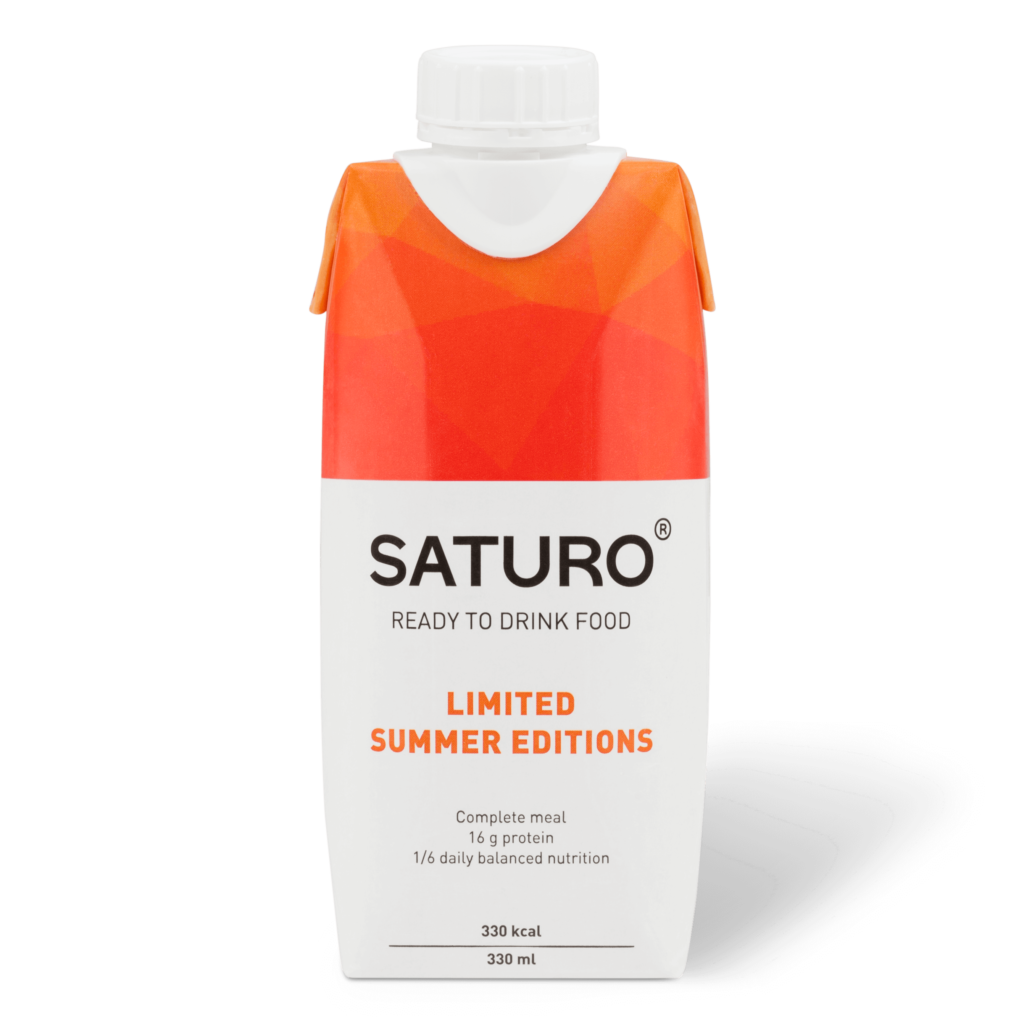 SATURO®
READY TO DRINK FOOD
LIMITED
SUMMER EDITIONS
Complete meal
16 g protein
1/6 daily balanced nutrition
330 kcal
330 ml